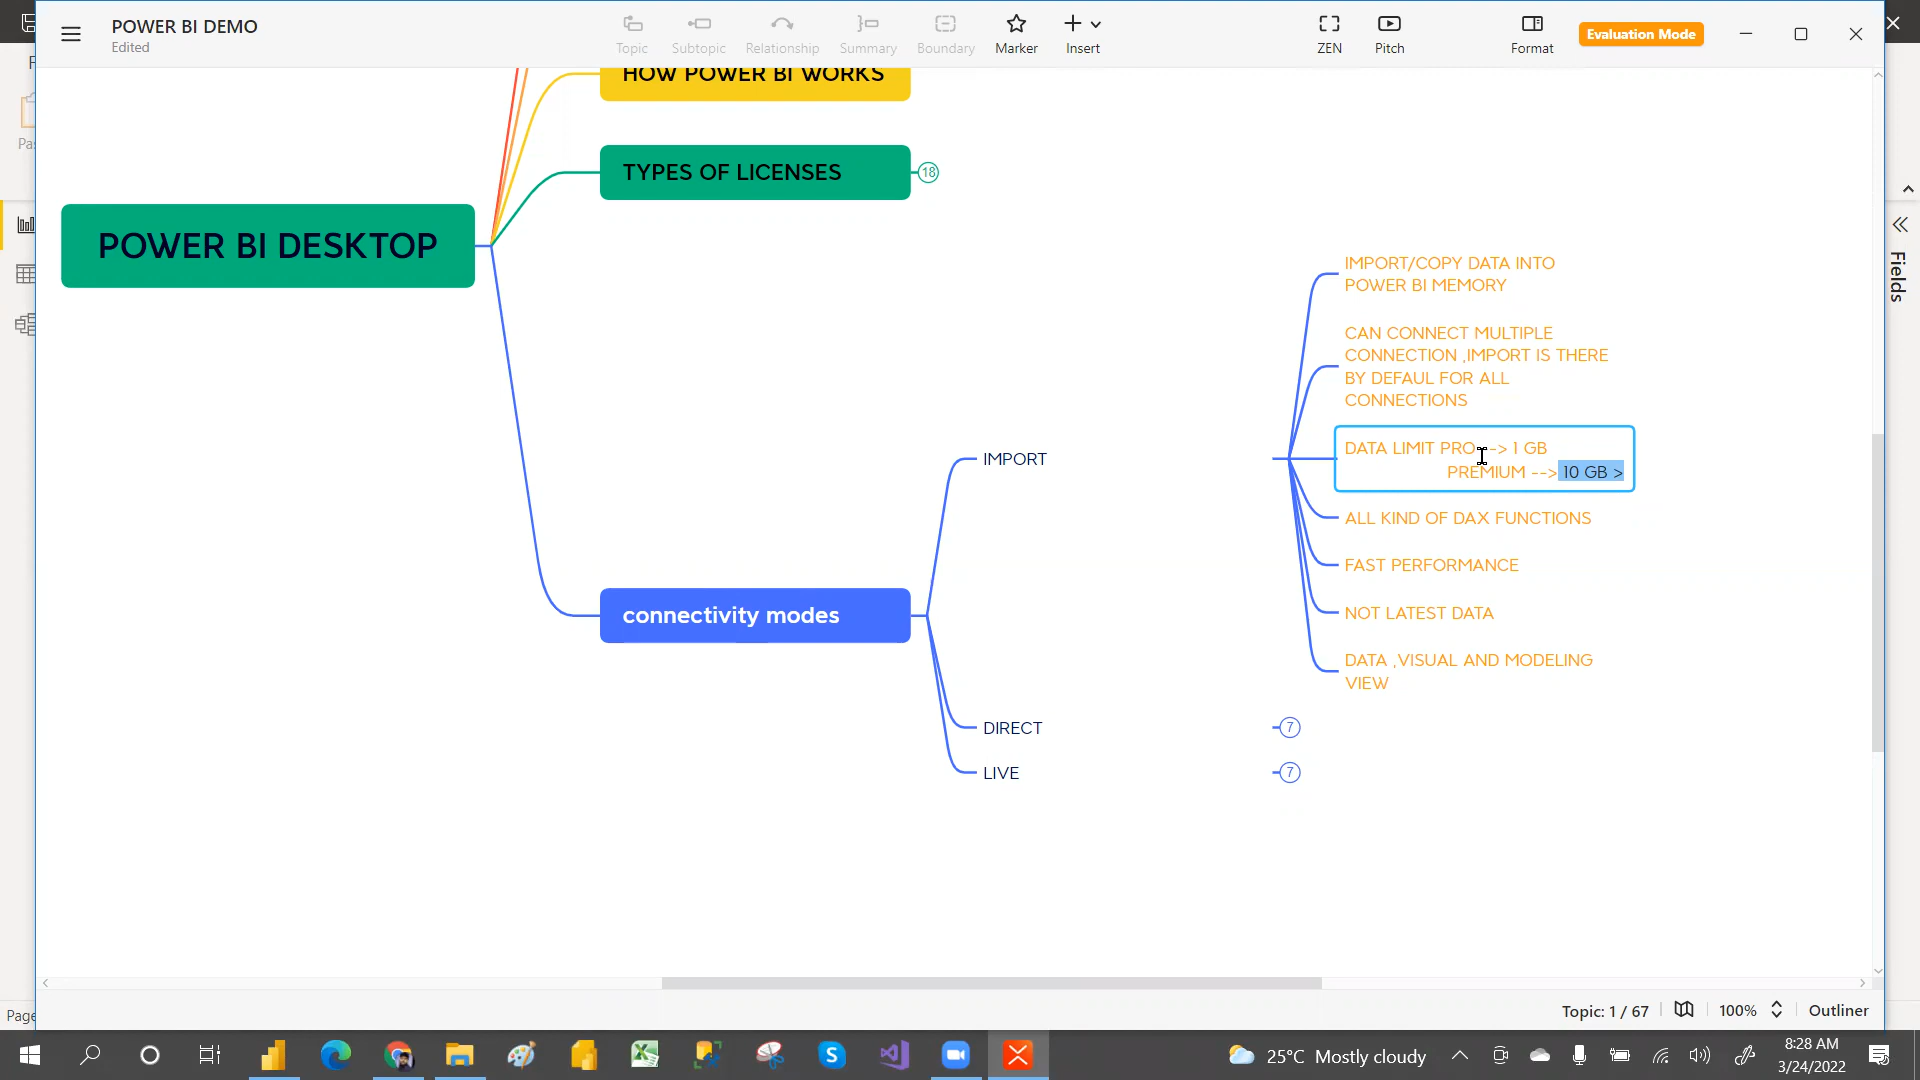 POWER BI DEMO
Edited
Topic
Subtopic
Relationship
Summary
Boundary
Marker
Insert
ZEN
Pitch
Format
Evaluation Mode
HOW POWER BI WORKS
TYPES OF LICENSES
18
POWER BI DESKTOP
Fields
IMPORT/COPY DATA INTO
POWER BI MEMORY
CAN CONNECT MULTIPLE
CONNECTION ,IMPORT IS THERE
BY DEFAUL FOR ALL
CONNECTIONS
IMPORT
DATA LIMIT PRO --> 1 GB
PREMIUM --> 10 GB >
ALL KIND OF DAX FUNCTIONS
FAST PERFORMANCE
NOT LATEST DATA
DATA ,VISUAL AND MODELING
VIEW
connectivity modes
DIRECT
7
LIVE
7
Page
Topic: 1 / 67
100%
Outliner
25°C Mostly cloudy
8:28 AM
3/24/2022